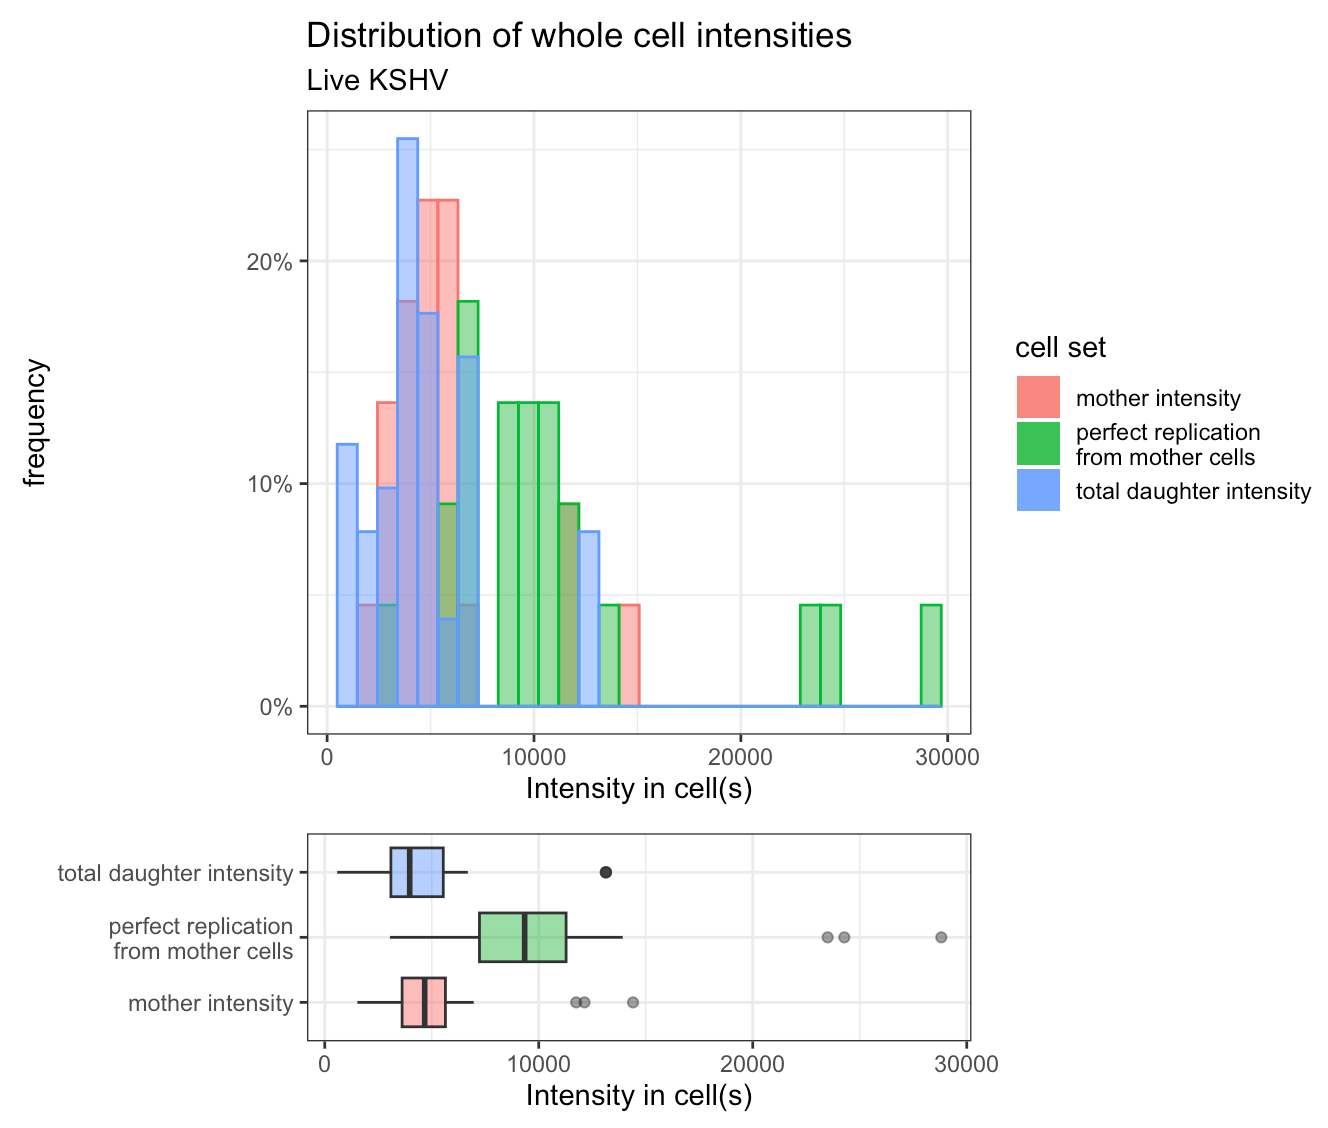 Distribution of whole cell intensities
Live KSHV
frequency
20%
10%
0%
0
10000
20000
30000
Intensity in cell(s)
cell set
mother intensity
perfect replication
from mother cells
total daughter intensity
total daughter intensity
perfect replication
from mother cells
mother intensity
0
10000
20000
30000
Intensity in cell(s)